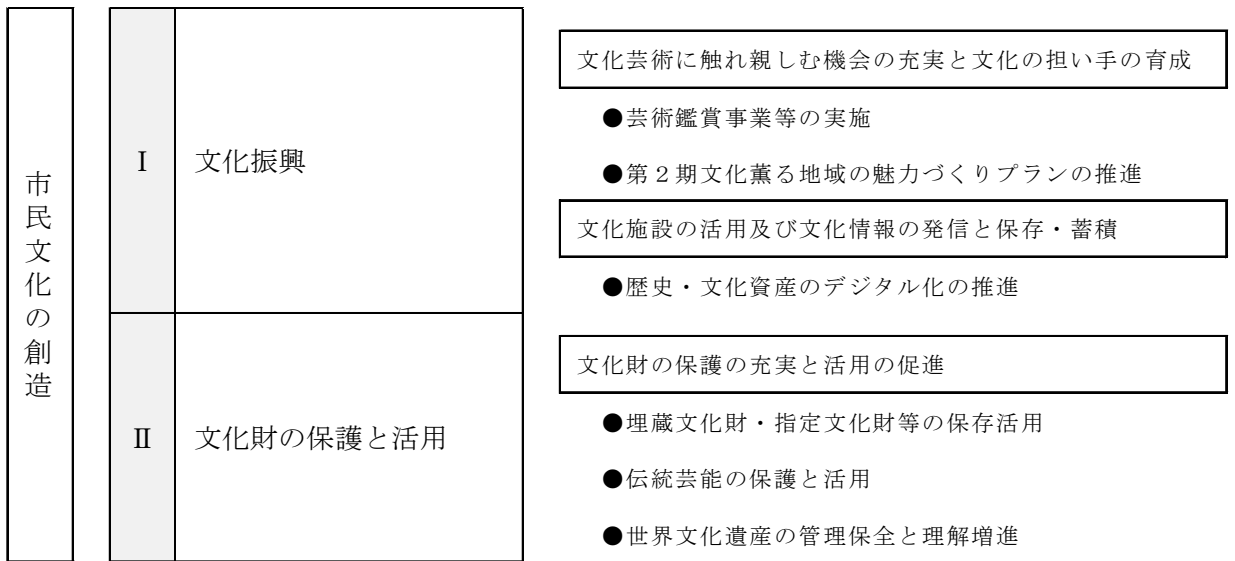 市民文化の創造
Ⅰ 文化振興
文化芸術に触れ親しむ機会の充実と文化の担い手の育成
●芸術鑑賞事業等の実施
●第２期文化薫る地域の魅力づくりプランの推進
文化施設の活用及び文化情報の発信と保存・蓄積
●歴史・文化資産のデジタル化の推進
Ⅱ 文化財の保護と活用
文化財の保護の充実と活用の促進
●埋蔵文化財・指定文化財等の保存活用
●伝統芸能の保護と活用
●世界文化遺産の管理保全と理解増進